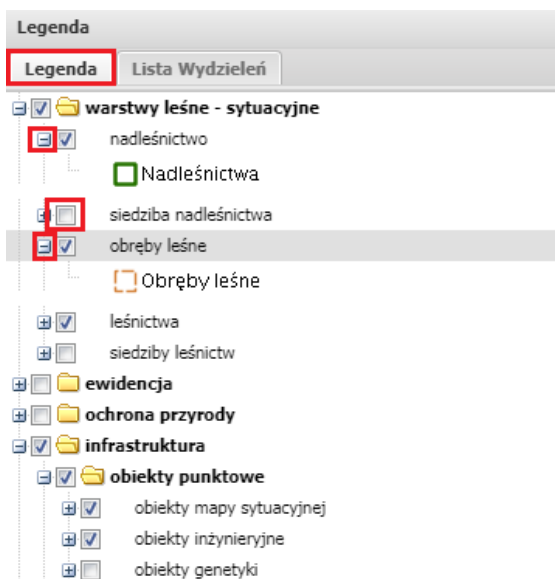 Legenda
Legenda Lista Wydzieleń
warstwy leśne - sytuacyjne
nadleśnictwo
Nadleśnictwa
siedziba nadleśnictwa
obręby leśne
Obręby leśne
leśnictwa
siedziby leśnictw
ewidencja
ochrona przyrody
infrastruktura
obiekty punktowe
obiekty mapy sytuacyjnej
obiekty inżynieryjne
obiekty genetyki